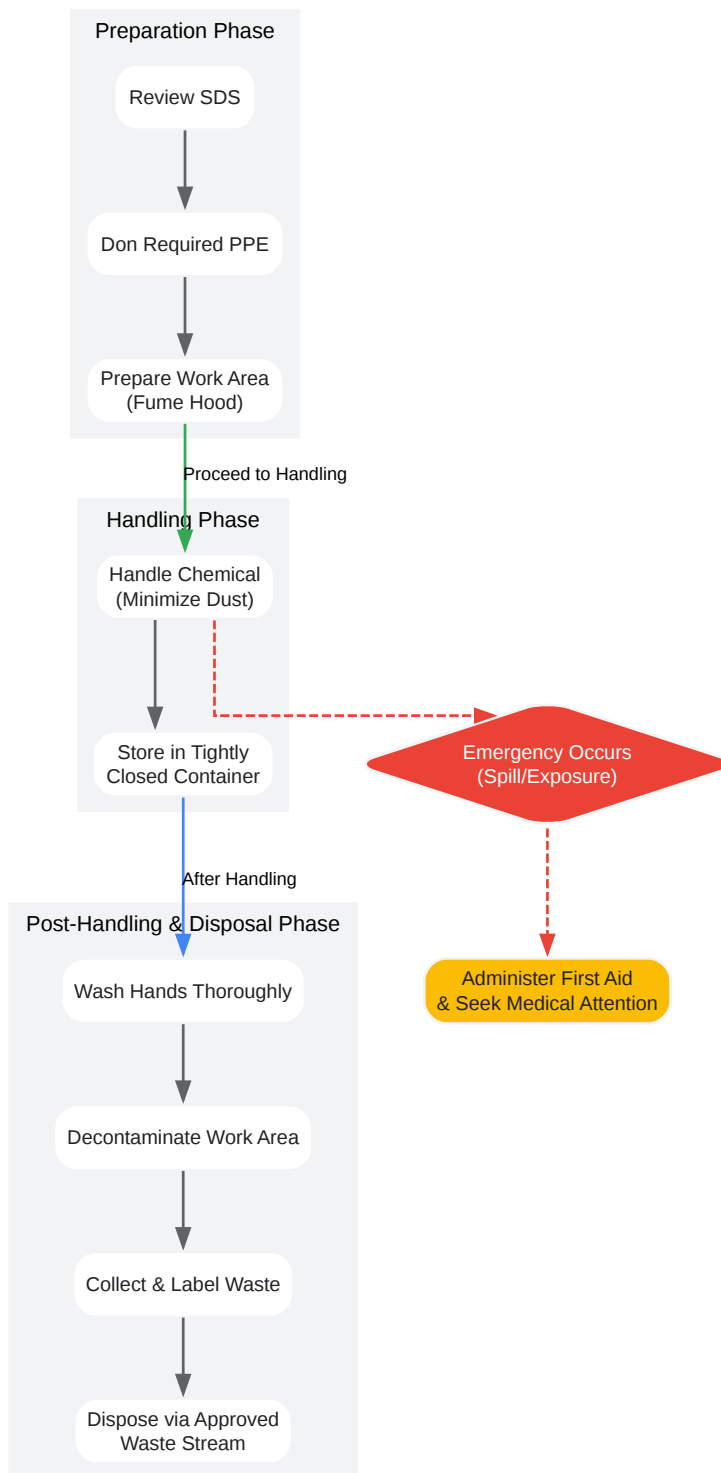 Preparation Phase
Review SDS
Don Required PPE
Prepare Work Area
(Fume Hood)
Proceed to Handling
Handling Phase
Handle Chemical
(Minimize Dust)
Store in Tightly
Closed Container
Emergency Occurs
(Spill/Exposure)
After Handling
Post-Handling & Disposal Phase
Wash Hands Thoroughly
Administer First Aid
& Seek Medical Attention
Decontaminate Work Area
Collect & Label Waste
Dispose via Approved
Waste Stream